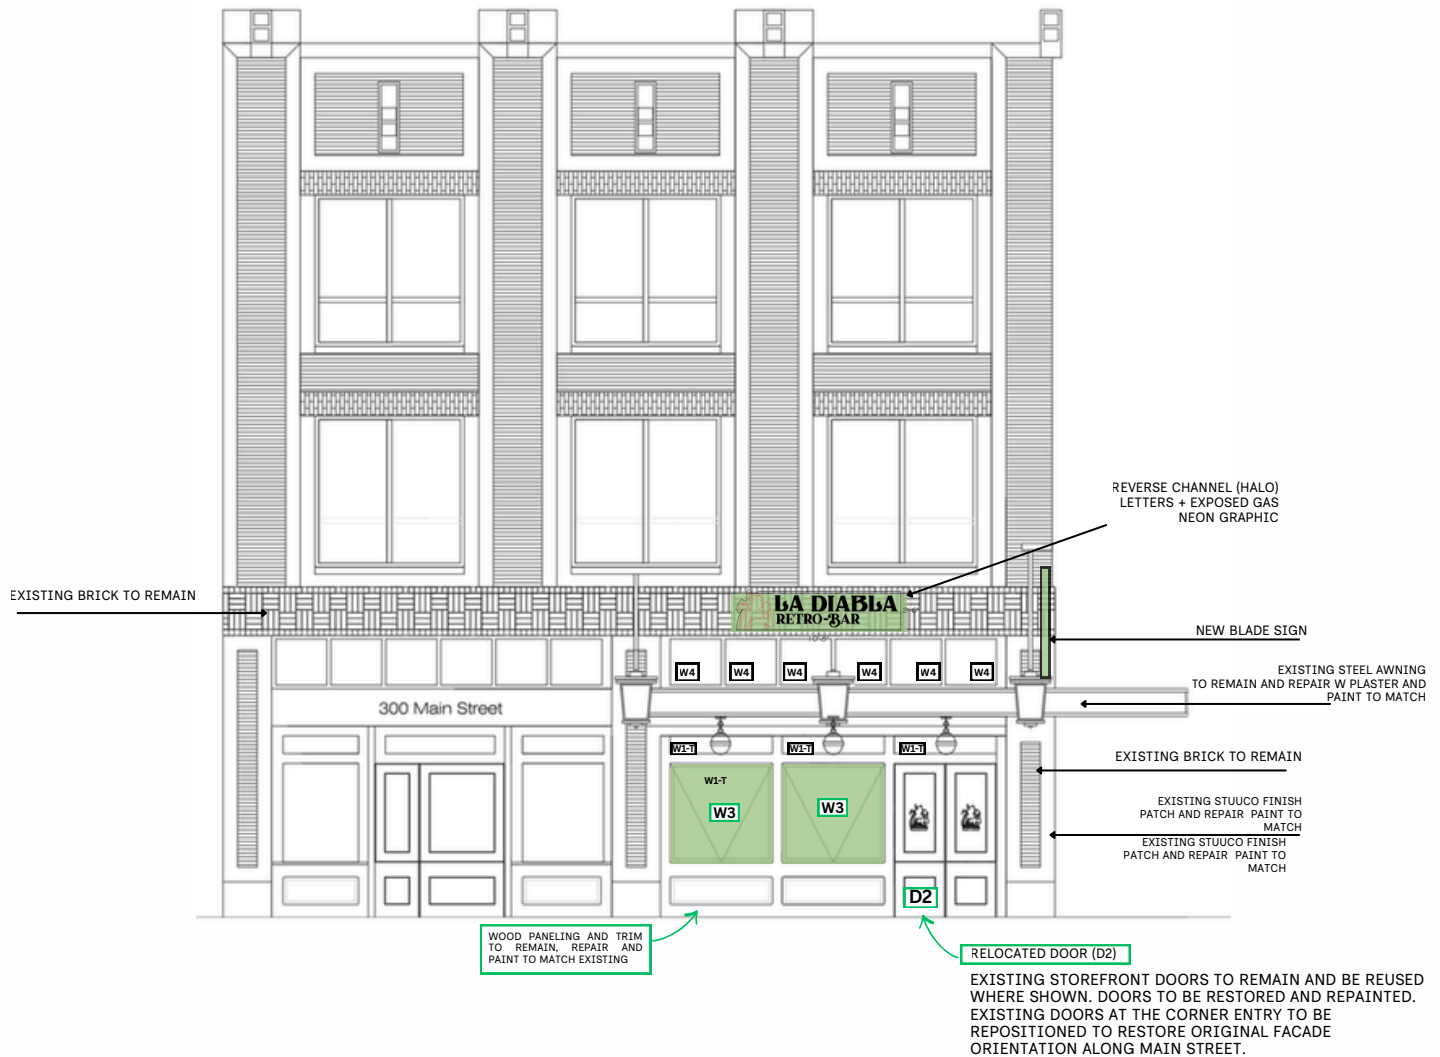 REVERSE CHANNEL (HALO)
LETTERS + EXPOSED GAS
NEON GRAPHIC
EXISTING BRICK TO REMAIN
LA DIABLA
RETRO-BAR
NEW BLADE SIGN
W4 W4 W4 W4 W4 W4
EXISTING STEEL AWNING
TO REMAIN AND REPAIR W PLASTER AND
PAINT TO MATCH
300 Main Street
W1-T W1-T W1-T
EXISTING BRICK TO REMAIN
W1-T
W3 W3
EXISTING STUUCO FINISH
PATCH AND REPAIR PAINT TO
MATCH
EXISTING STUUCO FINISH
PATCH AND REPAIR PAINT TO
MATCH
D2
WOOD PANELING AND TRIM
TO REMAIN, REPAIR AND
PAINT TO MATCH EXISTING
RELOCATED DOOR (D2)
EXISTING STOREFRONT DOORS TO REMAIN AND BE REUSED
WHERE SHOWN. DOORS TO BE RESTORED AND REPAINTED.
EXISTING DOORS AT THE CORNER ENTRY TO BE
REPOSITIONED TO RESTORE ORIGINAL FACADE
ORIENTATION ALONG MAIN STREET.